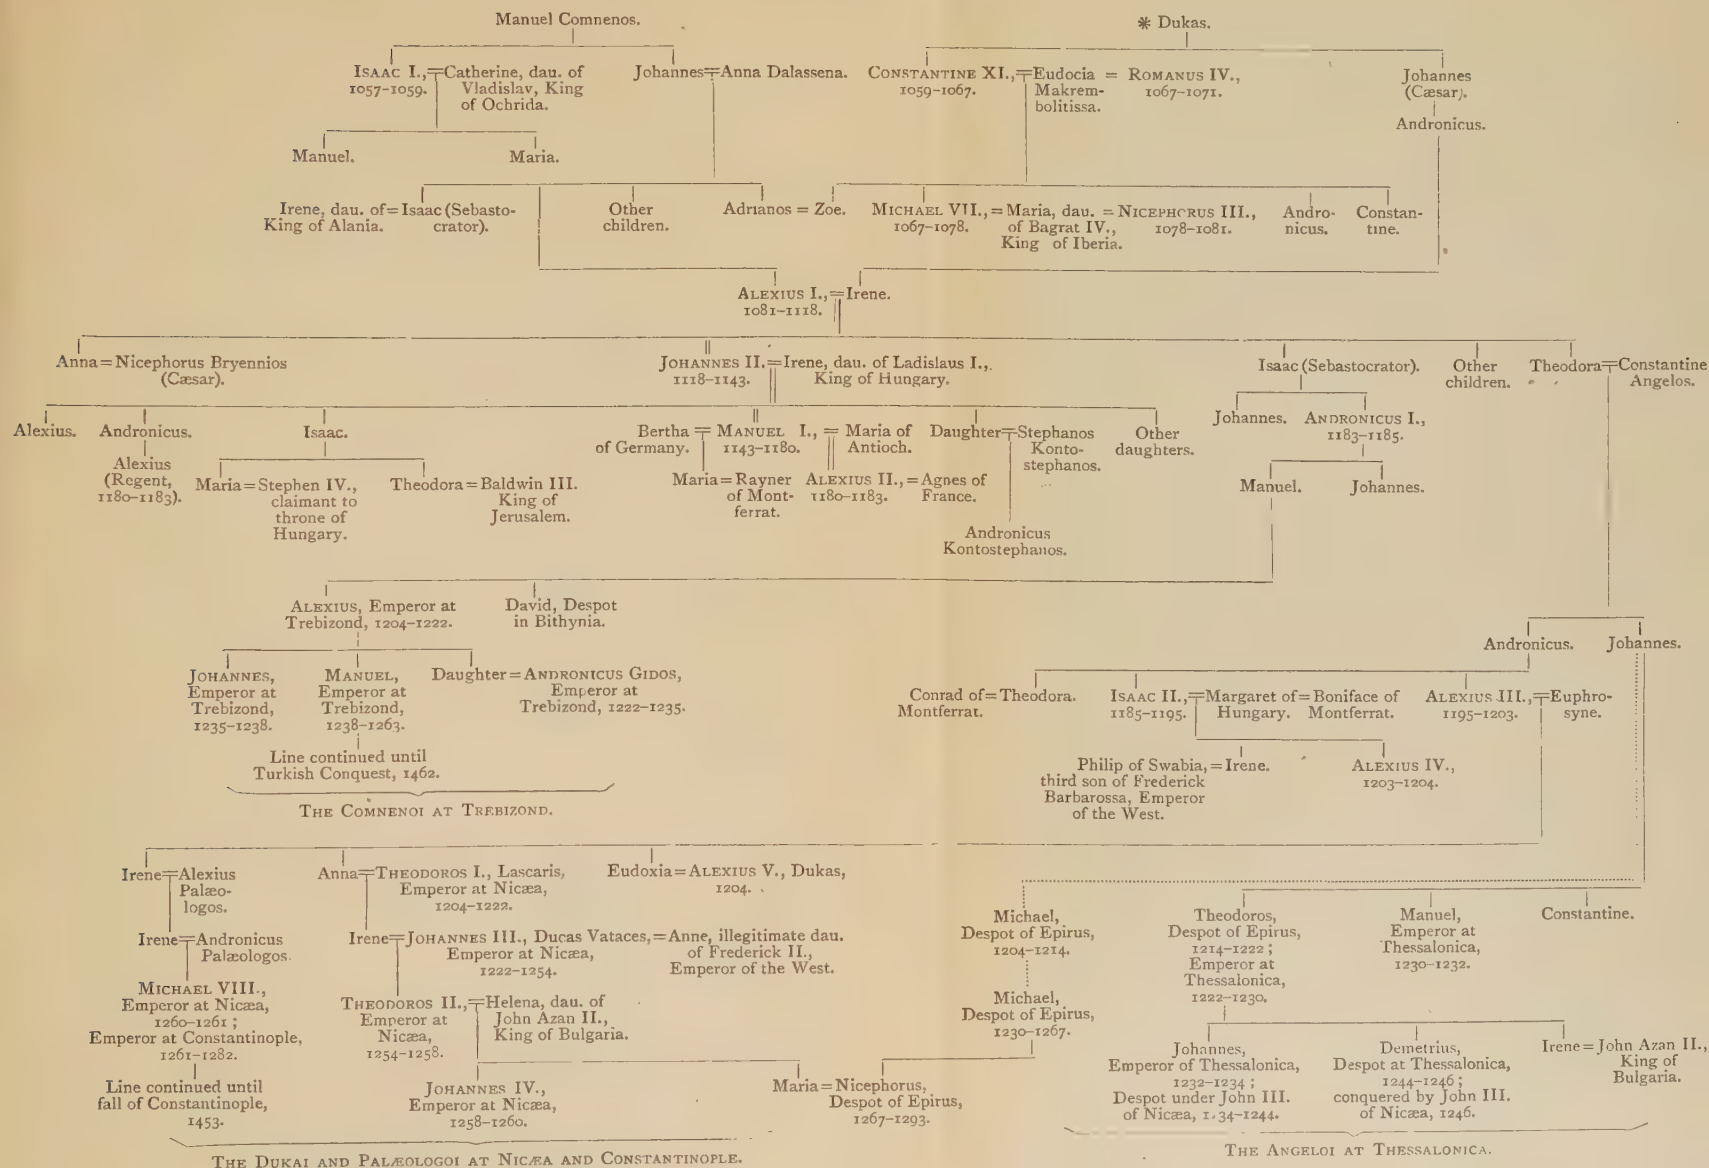 Manuel Comnenos.
* Dukas.
ISAAC I., = Catherine, dau. of
1057–1059. Vladislav, King
of Ochrida.
Johannes = Anna Dalassena.
CONSTANTINE XI., = Eudocia = ROMANUS IV.,
1059–1067. Makrem- 1067–1071.
bolitissa.
Johannes
(Cæsar).
Andronicus.
Manuel. Maria.
Irene, dau. of = Isaac (Sebasto-
King of Alania. crator).
Other
children.
Adrianos = Zoe.
MICHAEL VII., = Maria, dau. = NICEPHORUS III.,
1067–1078. of Bagrat IV., 1078–1081.
King of Iberia.
Andro-
nicus.
Constan-
tine.
ALEXIUS I., = Irene.
1081–1118.
Anna = Nicephorus Bryennios
(Cæsar).
JOHANNES II. = Irene, dau. of Ladislaus I.,
1118–1143. King of Hungary.
Isaac (Sebastocrator).
Other
children.
Theodora = Constantine
Angelos.
Alexius.
Andronicus.
Alexius
(Regent,
1180–1183).
Isaac.
Maria = Stephen IV.,
claimant to
throne of
Hungary.
Theodora = Baldwin III.
King of
Jerusalem.
Bertha = MANUEL I., = Maria of
of Germany. 1143–1180. Antioch.
Maria = Rayner
of Mont-
ferrat.
ALEXIUS II., = Agnes of
1180–1183. France.
Daughter = Stephanos
Konto-
stephanos.
Andronicus
Kontostephanos.
Other
daughters.
Johannes. ANDRONICUS I.,
1183–1185.
Manuel. Johannes.
ALEXIUS, Emperor at
Trebizond, 1204–1222.
David, Despot
in Bithynia.
JOHANNES,
Emperor at
Trebizond,
1235–1238.
MANUEL,
Emperor at
Trebizond,
1238–1263.
Daughter = ANDRONICUS GIDOS,
Emperor at
Trebizond, 1222–1235.
Line continued until
Turkish Conquest, 1462.
THE COMNENOI AT TREBIZOND.
Andronicus. Johannes.
Conrad of = Theodora.
Montferrat.
ISAAC II., = Margaret of = Boniface of
1185–1195. Hungary. Montferrat.
ALEXIUS III., = Euphro-
1195–1203. syne.
Philip of Swabia, = Irene.
third son of Frederick
Barbarossa, Emperor
of the West.
ALEXIUS IV.,
1203–1204.
Irene = Alexius
Palæo-
logos.
Anna = THEODOROS I., Lascaris,
Emperor at Nicæa,
1204–1222.
Eudoxia = ALEXIUS V., Dukas,
1204.
Irene = Andronicus
Palæologos.
Irene = JOHANNES III., Ducas Vataces, = Anne, illegitimate dau.
Emperor at Nicæa, of Frederick II.,
1222–1254. Emperor of the West.
MICHAEL VIII.,
Emperor at Nicæa,
1260–1261;
Emperor at Constantinople,
1261–1282.
THEODOROS II., = Helena, dau. of
Emperor at John Azan II.,
Nicæa, King of Bulgaria.
1254–1258.
Line continued until
fall of Constantinople,
1453.
JOHANNES IV.,
Emperor at Nicæa,
1258–1260.
Maria = Nicephorus,
Despot of Epirus,
1267–1293.
THE DUKAI AND PALÆOLOGOI AT NICÆA AND CONSTANTINOPLE.
Michael,
Despot of Epirus,
1204–1214.
Michael,
Despot of Epirus,
1230–1267.
Theodoros,
Despot of Epirus,
1214–1222;
Emperor at
Thessalonica,
1222–1230.
Manuel,
Emperor at
Thessalonica,
1230–1232.
Constantine.
Johannes,
Emperor of Thessalonica,
1232–1234;
Despot under John III.
of Nicæa, 1234–1244.
Demetrius,
Despot at Thessalonica,
1244–1246;
conquered by John III.
of Nicæa, 1246.
Irene = John Azan II.,
King of
Bulgaria.
THE ANGELOI AT THESSALONICA.